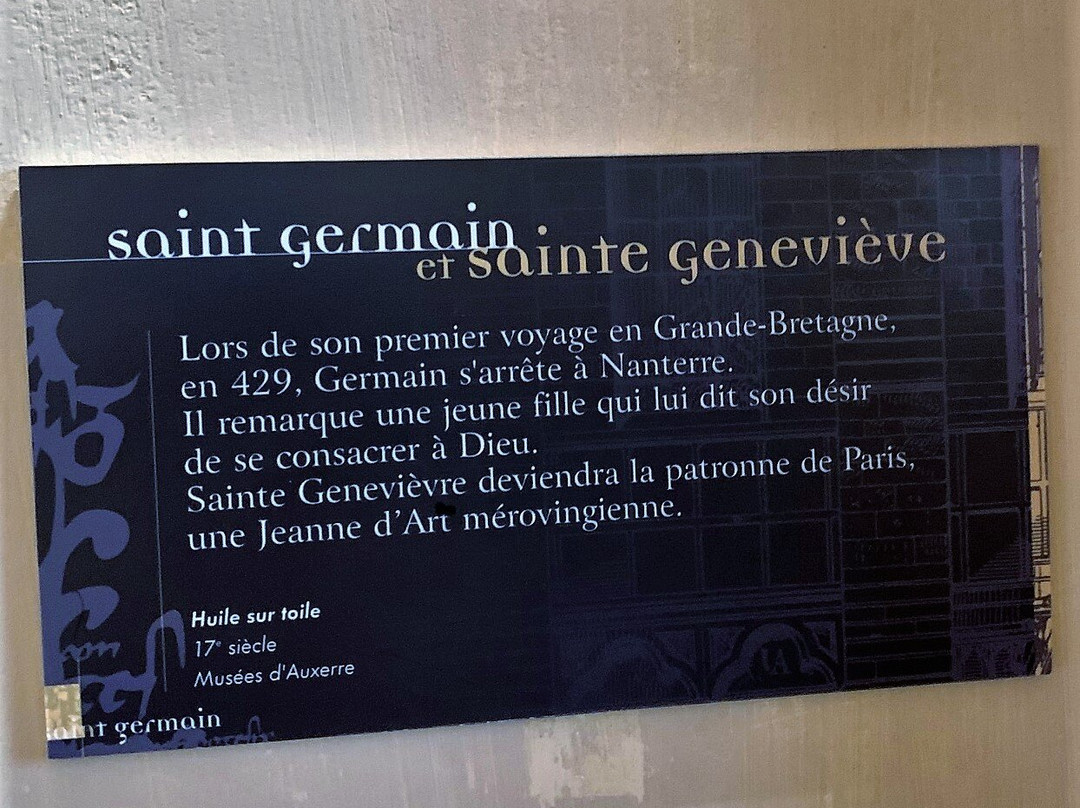 saint germain
et sainte geneviève
Lors de son premier voyage en Grande-Bretagne,
en 429, Germain s'arrête à Nanterre.
Il remarque une jeune fille qui lui dit son désir
de se consacrer à Dieu.
Sainte Genevièvre deviendra la patronne de Paris,
une Jeanne d'Art mérovingienne.
Huile sur toile
17e siècle
Musées d'Auxerre
saint germain